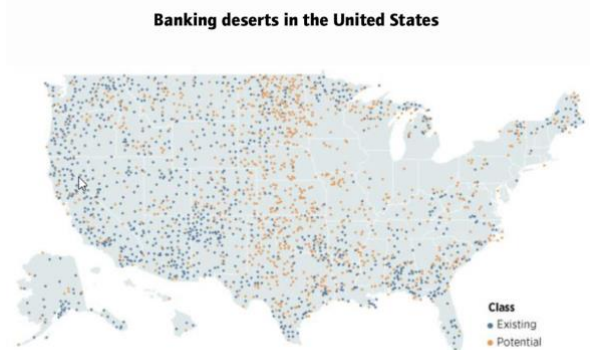 Banking deserts in the United States
Class
Existing
Potential